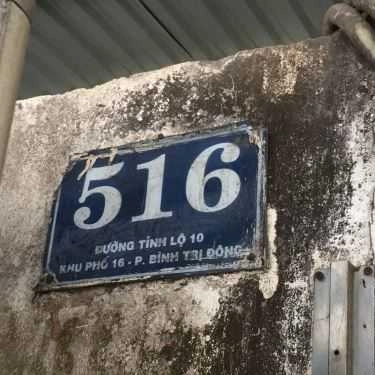 516
ĐƯỜNG TỈNH LỘ 10
KHU PHỐ 16 - P. BÌNH TRỊ ĐÔNG